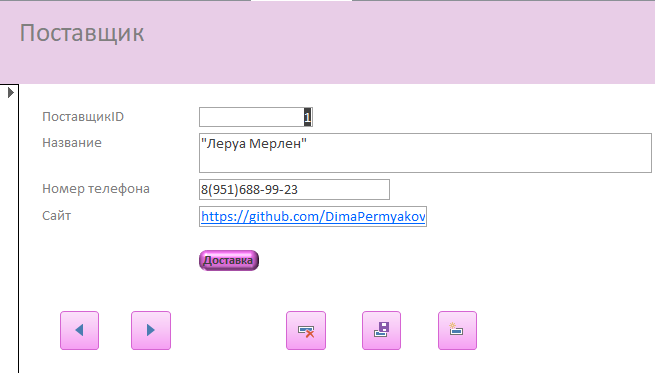 Поставщик
ПоставщикID 1
Название "Леруа Мерлен"
Номер телефона 8(951)688-99-23
Сайт https://github.com/DimaPermyakov
Доставка